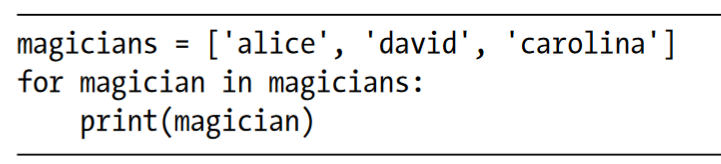 magicians = ['alice', 'david', 'carolina']
for magician in magicians:
    print(magician)